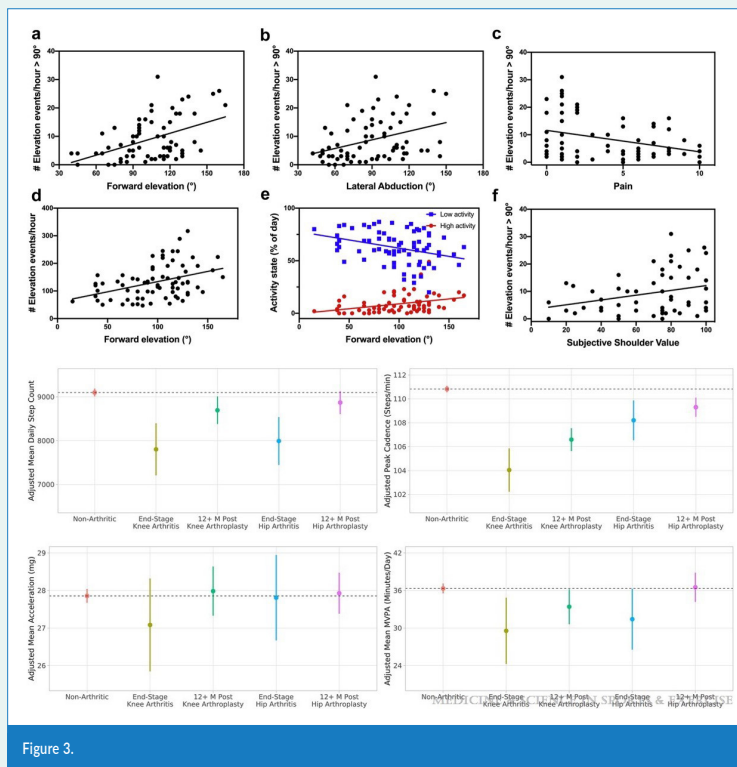 a
b
c
# Elevation events/hour > 90°
40
30
20
10
0
30
60
90
120
150
180
Forward elevation (°)
# Elevation events/hour > 90°
40
30
20
10
0
30
60
90
120
150
180
Lateral Abduction (°)
# Elevation events/hour > 90°
40
30
20
10
0
0
5
10
Pain
d
e
f
# Elevation events/hour
400
300
200
100
0
0
50
100
150
Forward elevation (°)
Activity state (% of day)
100
50
0
Low activity
High activity
0
50
100
150
Forward elevation (°)
# Elevation events/hour > 90°
40
30
20
10
0
0
20
40
60
80
100
Subjective Shoulder Value
Adjusted Mean Daily Step Count
9000
8000
7000
Non-Arthritic
End-Stage
Knee Arthritis
12+ M Post
Knee Arthroplasty
End-Stage
Hip Arthritis
12+ M Post
Hip Arthroplasty
Adjusted Peak Cadence (Steps/min)
112
110
108
106
104
102
Non-Arthritic
End-Stage
Knee Arthritis
12+ M Post
Knee Arthroplasty
End-Stage
Hip Arthritis
12+ M Post
Hip Arthroplasty
Adjusted Mean Acceleration (mg)
29
28
27
26
Non-Arthritic
End-Stage
Knee Arthritis
12+ M Post
Knee Arthroplasty
End-Stage
Hip Arthritis
12+ M Post
Hip Arthroplasty
Adjusted Mean MVPA (Minutes/Day)
42
36
30
24
Non-Arthritic
End-Stage
Knee Arthritis
12+ M Post
Knee Arthroplasty
End-Stage
Hip Arthritis
12+ M Post
Hip Arthroplasty
MEDICINE & SCIENCE IN SPORTS & EXERCISE
Figure 3.